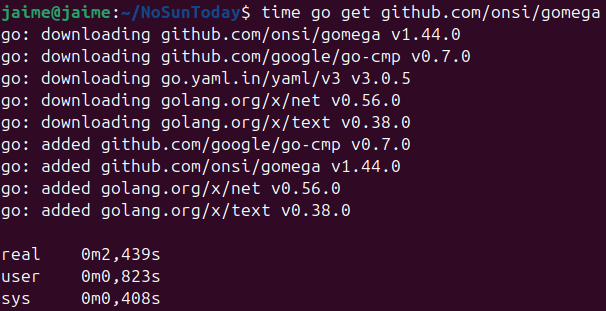 jaime@jaime:~/NoSunToday$ time go get github.com/onsi/gomega
go: downloading github.com/onsi/gomega v1.44.0
go: downloading github.com/google/go-cmp v0.7.0
go: downloading go.yaml.in/yaml/v3 v3.0.5
go: downloading golang.org/x/net v0.56.0
go: downloading golang.org/x/text v0.38.0
go: added github.com/google/go-cmp v0.7.0
go: added github.com/onsi/gomega v1.44.0
go: added golang.org/x/net v0.56.0
go: added golang.org/x/text v0.38.0
real 0m2,439s
user 0m0,823s
sys 0m0,408s